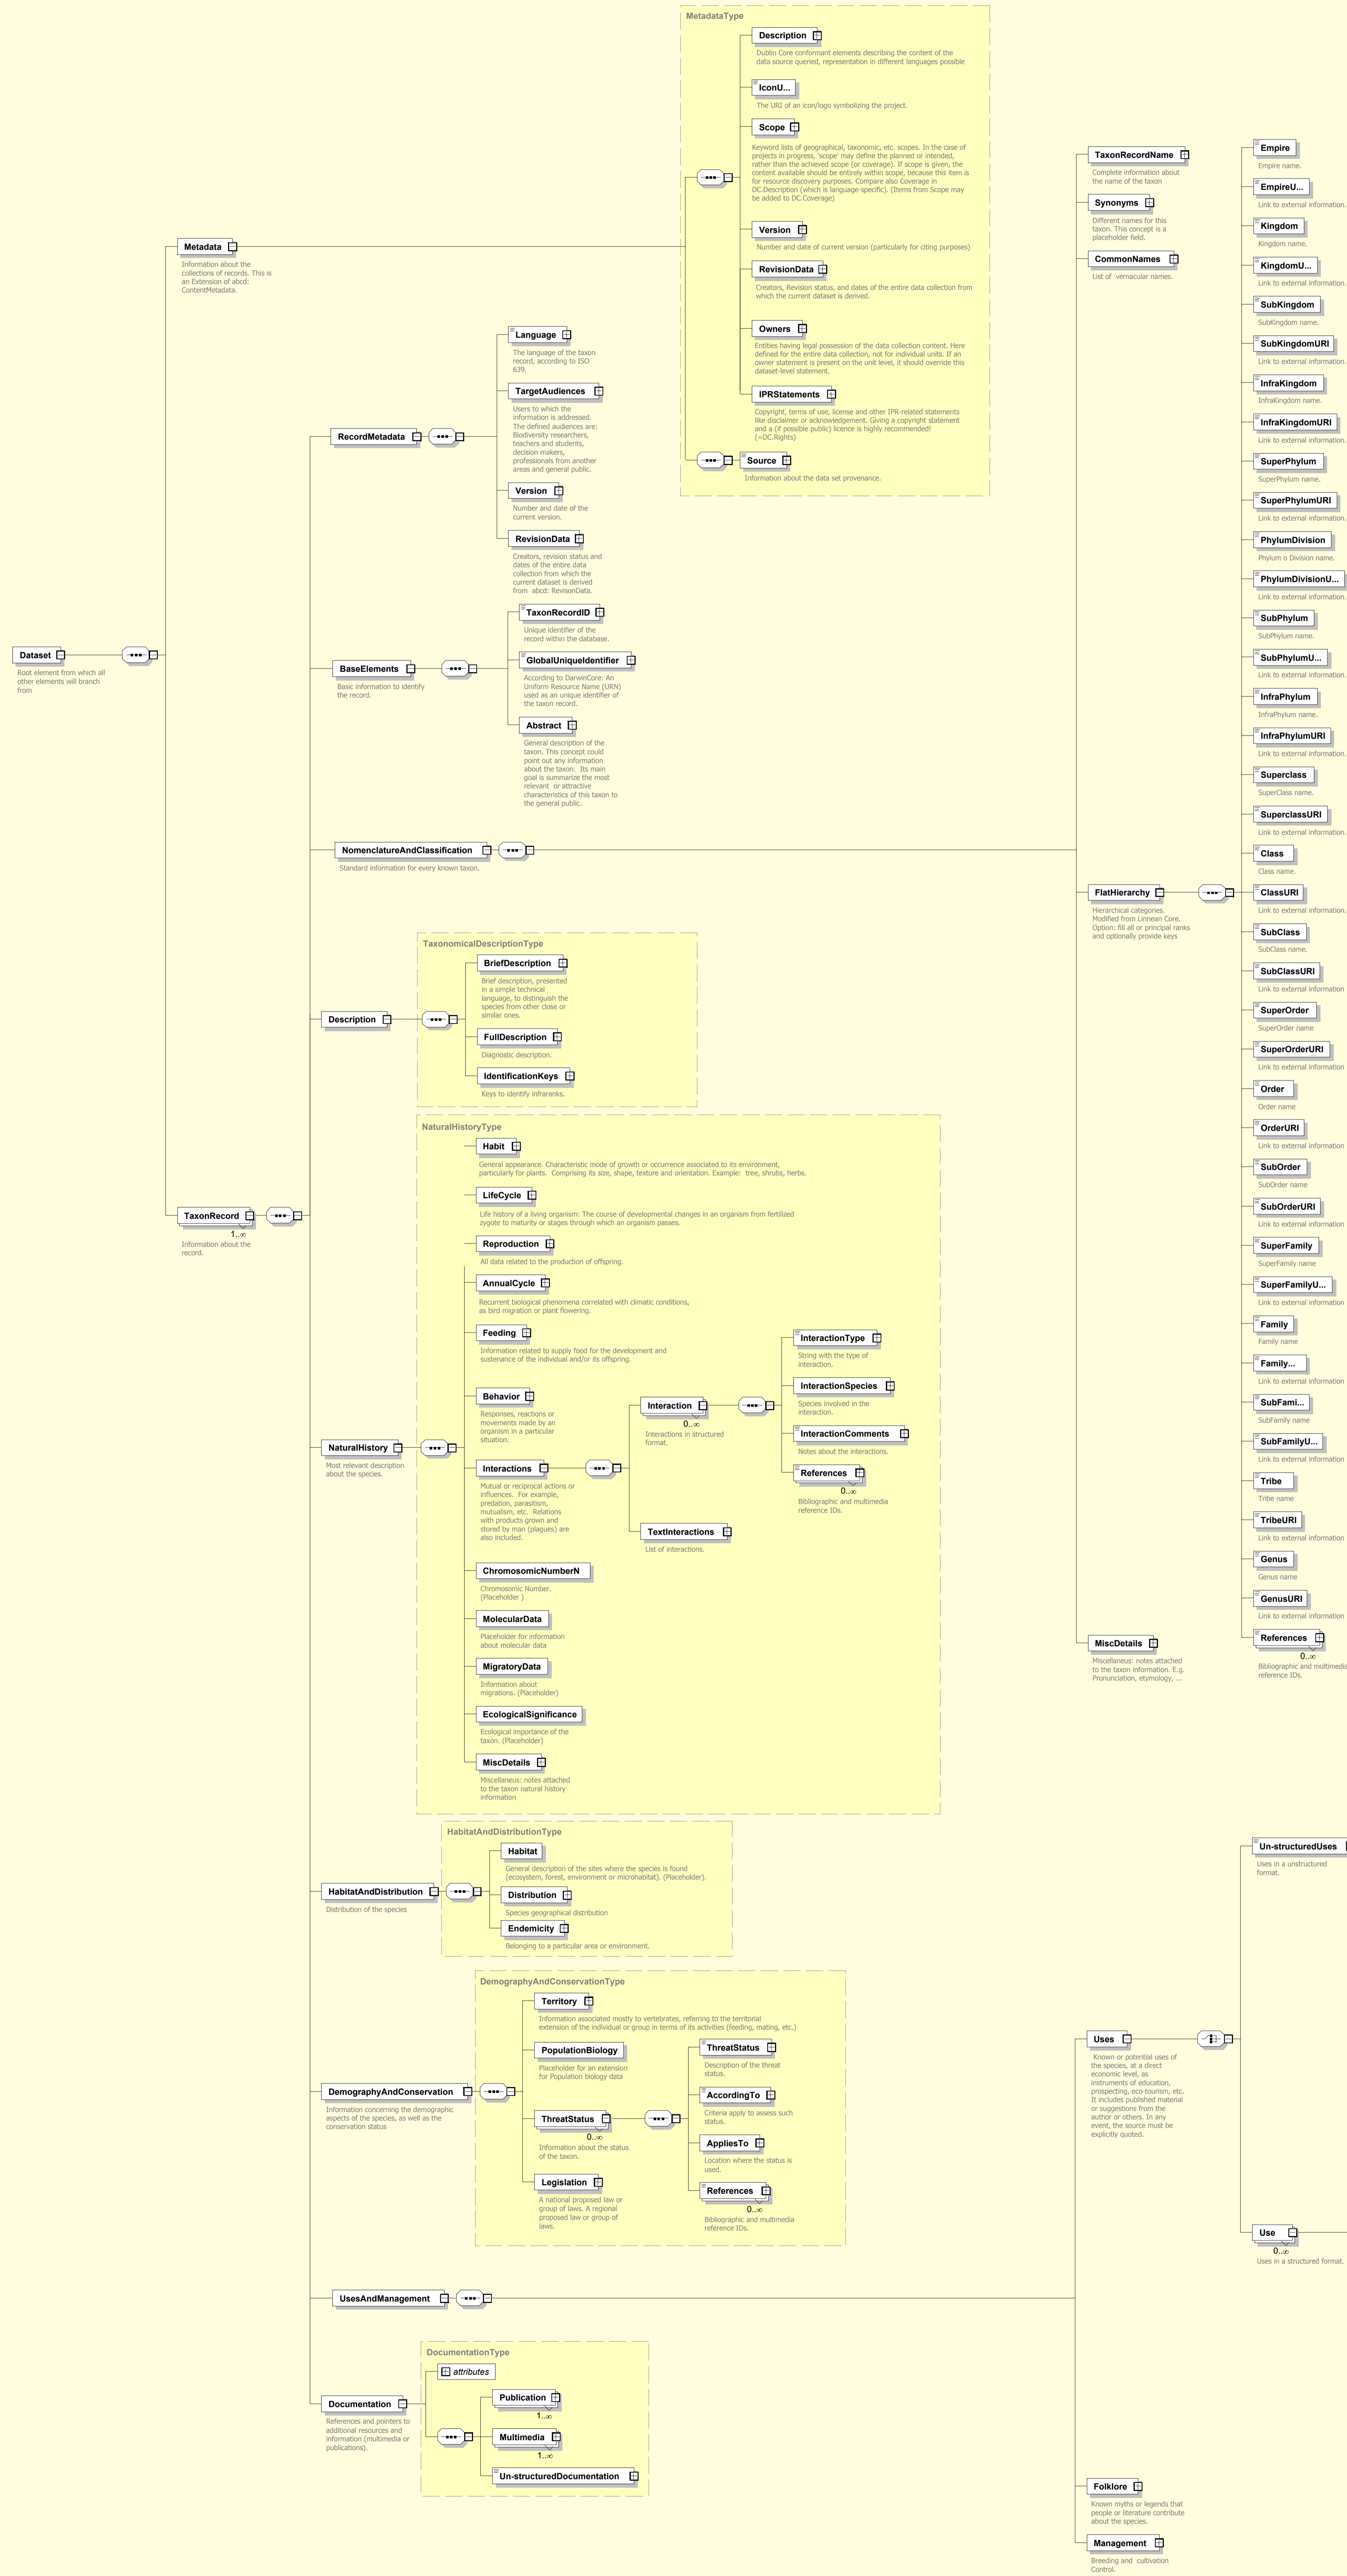 MetadataType
Description
Dublin Core conformant elements describing the content of the
data source queried, representation in different languages possible
IconU...
The URI of an icon/logo symbolizing the project.
Scope
Keyword lists of geographical, taxonomic, etc. scopes. In the case of
projects in progress, 'scope' may define the planned or intended,
rather than the achieved scope (or coverage). If scope is given, the
content available should be entirely within scope, because this item is
for resource discovery purposes. Compare also Coverage in
DC.Description (which is language-specific). (Items from Scope may
be added to DC.Coverage)
Version
Number and date of current version (particularly for citing purposes)
RevisionData
Creators, Revision status, and dates of the entire data collection from
which the current dataset is derived.
Owners
Entities having legal possession of the data collection content. Here
defined for the entire data collection, not for individual units. If an
owner statement is present on the unit level, it should override this
dataset-level statement.
IPRStatements
Copyright, terms of use, license and other IPR-related statements
like disclaimer or acknowledgement. Giving a copyright statement
and a (if possible public) licence is highly recommended!
(=DC.Rights)
Source
Information about the data set provenance.
Metadata
Information about the
collections of records. This is
an Extension of abcd:
ContentMetadata.
RecordMetadata
Language
The language of the taxon
record, according to ISO
639.
TargetAudiences
Users to which the
information is addressed.
The defined audiences are:
Biodiversity researchers,
teachers and students,
decision makers,
professionals from another
areas and general public.
Version
Number and date of the
current version.
RevisionData
Creators, revision status and
dates of the entire data
collection from which the
current dataset is derived
from abcd: RevisonData.
Dataset
Root element from which all
other elements will branch
from
BaseElements
Basic information to identify
the record.
TaxonRecordID
Unique identifier of the
record within the database.
GlobalUniqueIdentifier
According to DarwinCore: An
Uniform Resource Name (URN)
used as an unique identifier of
the taxon record.
Abstract
General description of the
taxon. This concept could
point out any information
about the taxon. Its main
goal is summarize the most
relevant or attractive
characteristics of this taxon to
the general public.
NomenclatureAndClassification
Standard information for every known taxon.
TaxonRecordName
Complete information about
the name of the taxon
Synonyms
Different names for this
taxon. This concept is a
placeholder field.
CommonNames
List of vernacular names.
FlatHierarchy
Hierarchical categories.
Modified from Linnean Core.
Option: fill all or principal ranks
and optionally provide keys
Empire
Empire name.
EmpireU...
Link to external information.
Kingdom
Kingdom name.
KingdomU...
Link to external information.
SubKingdom
SubKingdom name.
SubKingdomURI
Link to external information.
InfraKingdom
InfraKingdom name.
InfraKingdomURI
Link to external information.
SuperPhylum
SuperPhylum name.
SuperPhylumURI
Link to external information.
PhylumDivision
Phylum o Division name.
PhylumDivisionU...
Link to external information.
SubPhylum
SubPhylum name.
SubPhylumU...
Link to external information.
InfraPhylum
InfraPhylum name.
InfraPhylumURI
Link to external information.
Superclass
SuperClass name.
SuperclassURI
Link to external information.
Class
Class name.
ClassURI
Link to external information.
SubClass
SubClass name.
SubClassURI
Link to external information
SuperOrder
SuperOrder name
SuperOrderURI
Link to external information
Order
Order name
OrderURI
Link to external information
SubOrder
SubOrder name
SubOrderURI
Link to external information
SuperFamily
SuperFamily name
SuperFamilyU...
Link to external information
Family
Family name
Family...
Link to external information
SubFami...
SubFamily name
SubFamilyU...
Link to external information
Tribe
Tribe name
TribeURI
Link to external information
Genus
Genus name
GenusURI
Link to external information
References
0..∞
Bibliographic and multimedia
reference IDs.
MiscDetails
Miscellaneus: notes attached
to the taxon information. E.g.
Pronunciation, etymology, ...
TaxonomicalDescriptionType
Description
BriefDescription
Brief description, presented
in a simple technical
language, to distinguish the
species from other close or
similar ones.
FullDescription
Diagnostic description.
IdentificationKeys
Keys to identify infraranks.
TaxonRecord
1..∞
Information about the
record.
NaturalHistoryType
NaturalHistory
Most relevant description
about the species.
Habit
General appearance. Characteristic mode of growth or occurrence associated to its environment,
particularly for plants. Comprising its size, shape, texture and orientation. Example: tree, shrubs, herbs.
LifeCycle
Life history of a living organism: The course of developmental changes in an organism from fertilized
zygote to maturity or stages through which an organism passes.
Reproduction
All data related to the production of offspring.
AnnualCycle
Recurrent biological phenomena correlated with climatic conditions,
as bird migration or plant flowering.
Feeding
Information related to supply food for the development and
sustenance of the individual and/or its offspring.
Behavior
Responses, reactions or
movements made by an
organism in a particular
situation.
Interactions
Mutual or reciprocal actions or
influences. For example,
predation, parasitism,
mutualism, etc. Relations
with products grown and
stored by man (plagues) are
also included.
Interaction
0..∞
Interactions in structured
format.
InteractionType
String with the type of
interaction.
InteractionSpecies
Species involved in the
interaction.
InteractionComments
Notes about the interactions.
References
0..∞
Bibliographic and multimedia
reference IDs.
TextInteractions
List of interactions.
ChromosomicNumberN
Chromosomic Number.
(Placeholder )
MolecularData
Placeholder for information
about molecular data
MigratoryData
Information about
migrations. (Placeholder)
EcologicalSignificance
Ecological importance of the
taxon. (Placeholder)
MiscDetails
Miscellaneus: notes attached
to the taxon natural history
information
HabitatAndDistributionType
HabitatAndDistribution
Distribution of the species
Habitat
General description of the sites where the species is found
(ecosystem, forest, environment or microhabitat). (Placeholder).
Distribution
Species geographical distribution
Endemicity
Belonging to a particular area or environment.
DemographyAndConservationType
DemographyAndConservation
Information concerning the demographic
aspects of the species, as well as the
conservation status
Territory
Information associated mostly to vertebrates, referring to the territorial
extension of the individual or group in terms of its activities (feeding, mating, etc.)
PopulationBiology
Placeholder for an extension
for Population biology data
ThreatStatus
0..∞
Information about the status
of the taxon.
ThreatStatus
Description of the threat
status.
AccordingTo
Criteria apply to assess such
status.
AppliesTo
Location where the status is
used.
References
0..∞
Bibliographic and multimedia
reference IDs.
Legislation
A national proposed law or
group of laws. A regional
proposed law or group of
laws.
UsesAndManagement
Uses
Known or potential uses of
the species, at a direct
economic level, as
instruments of education,
prospecting, eco-tourism, etc.
It includes published material
or suggestions from the
author or others. In any
event, the source must be
explicitly quoted.
Un-structuredUses
Uses in a unstructured
format.
Use
0..∞
Uses in a structured format.
Folklore
Known myths or legends that
people or literature contribute
about the species.
Management
Breeding and cultivation
Control.
DocumentationType
Documentation
References and pointers to
additional resources and
information (multimedia or
publications).
attributes
Publication
1..∞
Multimedia
1..∞
Un-structuredDocumentation